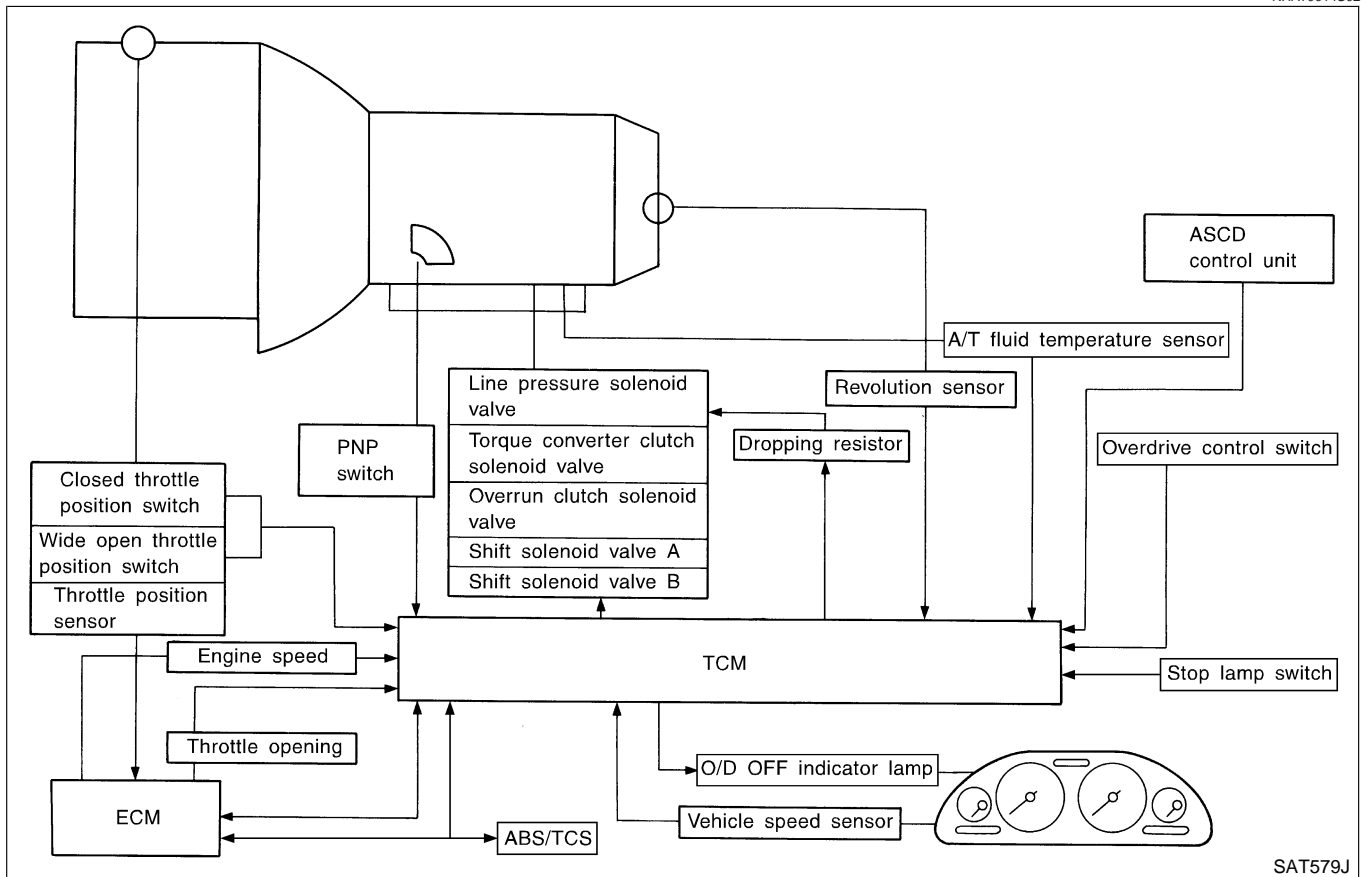 ASCD
control unit
A/T fluid temperature sensor
Line pressure solenoid
valve
Revolution sensor
Torque converter clutch
solenoid valve
Dropping resistor
PNP
switch
Overdrive control switch
Closed throttle
position switch
Overrun clutch solenoid
valve
Wide open throttle
position switch
Shift solenoid valve A
Shift solenoid valve B
Throttle position
sensor
Engine speed
TCM
Stop lamp switch
Throttle opening
O/D OFF indicator lamp
ECM
Vehicle speed sensor
ABS/TCS
SAT579J